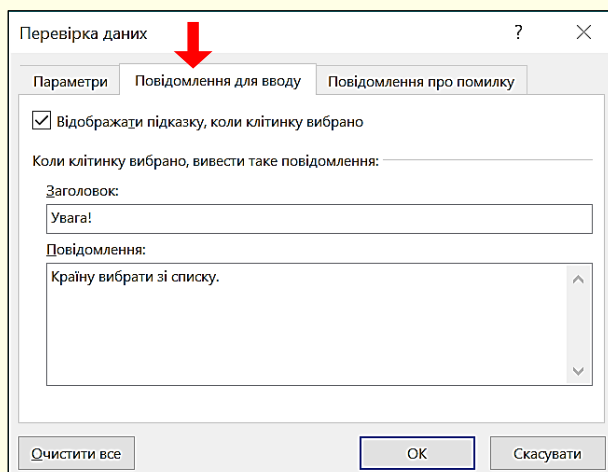 Перевірка даних ?
Параметри Повідомлення для вводу Повідомлення про помилку
Відображати підказку, коли клітинку вибрано
Коли клітинку вибрано, вивести таке повідомлення:
Заголовок:
Увага!
Повідомлення:
Країну вибрати зі списку.
Очистити все ОК Скасувати